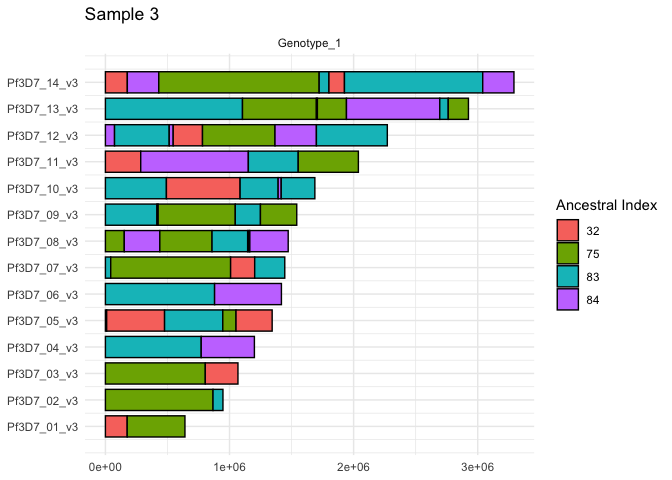 Sample 3
Genotype_1
Pf3D7_14_v3
Pf3D7_13_v3
Pf3D7_12_v3
Pf3D7_11_v3
Pf3D7_10_v3
Pf3D7_09_v3
Pf3D7_08_v3
Pf3D7_07_v3
Pf3D7_06_v3
Pf3D7_05_v3
Pf3D7_04_v3
Pf3D7_03_v3
Pf3D7_02_v3
Pf3D7_01_v3
0e+00 1e+06 2e+06 3e+06
Ancestral Index
32
75
83
84